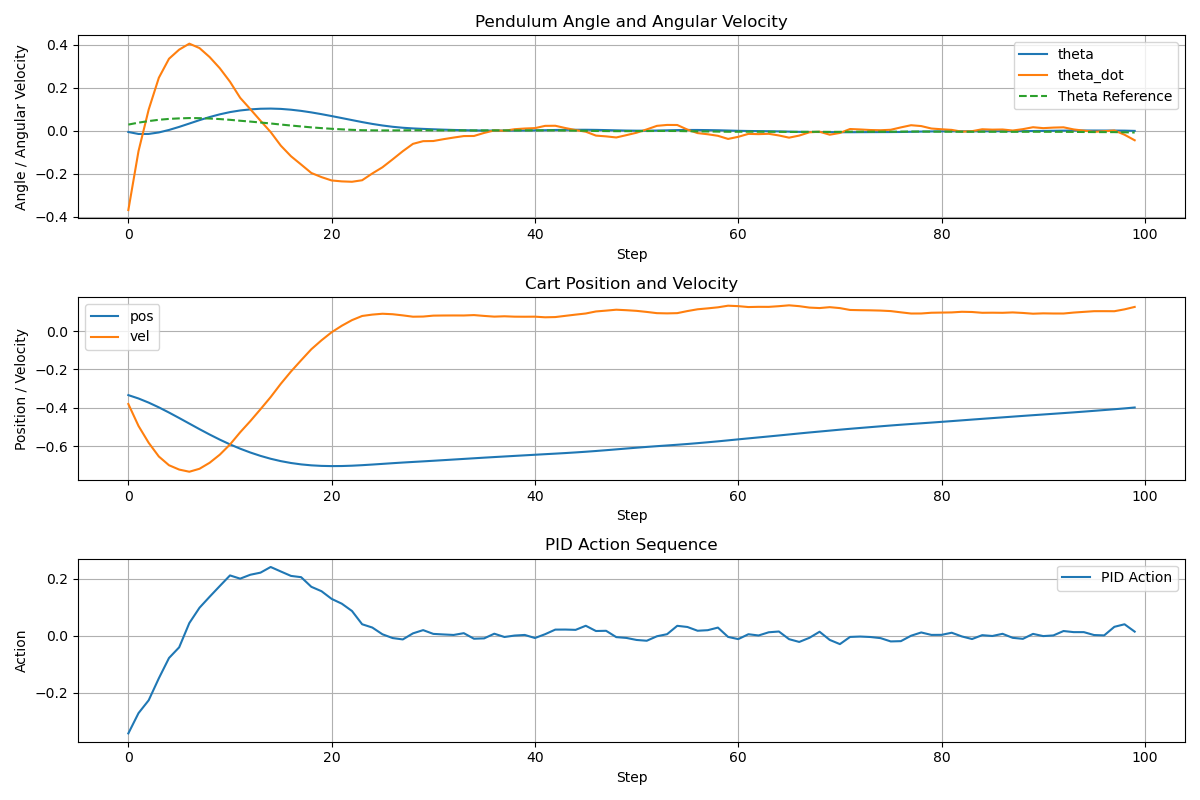 Pendulum Angle and Angular Velocity
Angle / Angular Velocity
0.4
0.2
0.0
−0.2
−0.4
theta
theta_dot
Theta Reference
0 20 40 60 80 100
Step
Cart Position and Velocity
Position / Velocity
0.0
−0.2
−0.4
−0.6
pos
vel
0 20 40 60 80 100
Step
PID Action Sequence
Action
0.2
0.0
−0.2
PID Action
0 20 40 60 80 100
Step